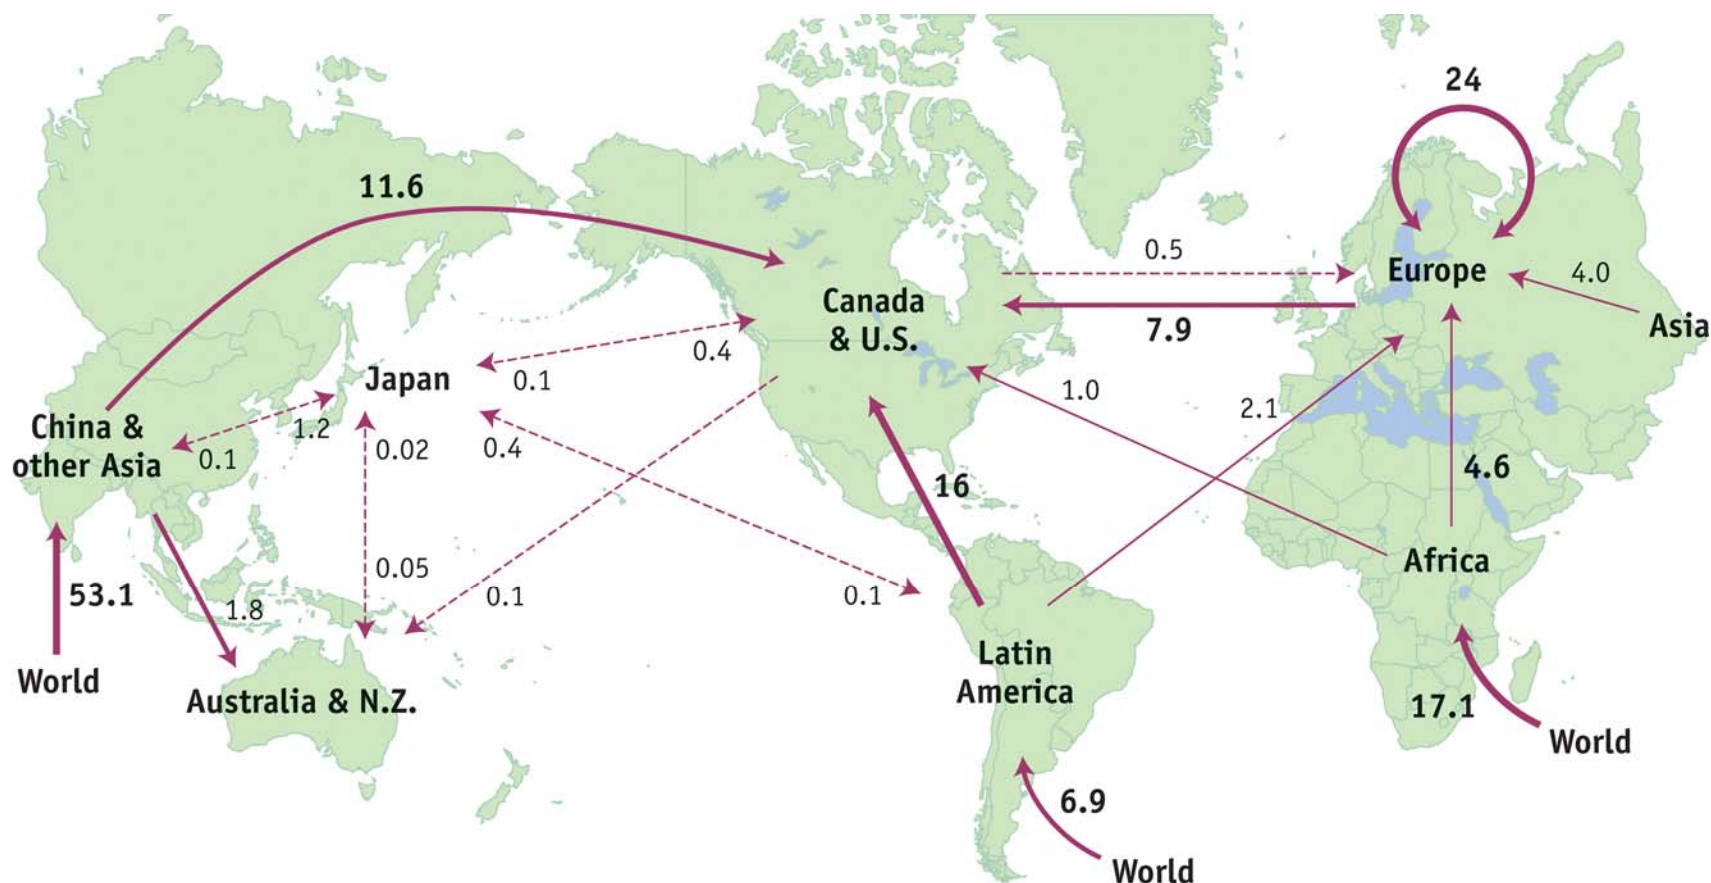 24
11.6
0.5
Europe
4.0
Asia
Canada
& U.S.
7.9
0.4
0.1
Japan
1.0
2.1
China &
other Asia
1.2
0.1
0.02
0.4
4.6
16
Africa
0.05
0.1
0.1
53.1
1.8
World
Latin
America
Australia & N.Z.
17.1
World
6.9
World